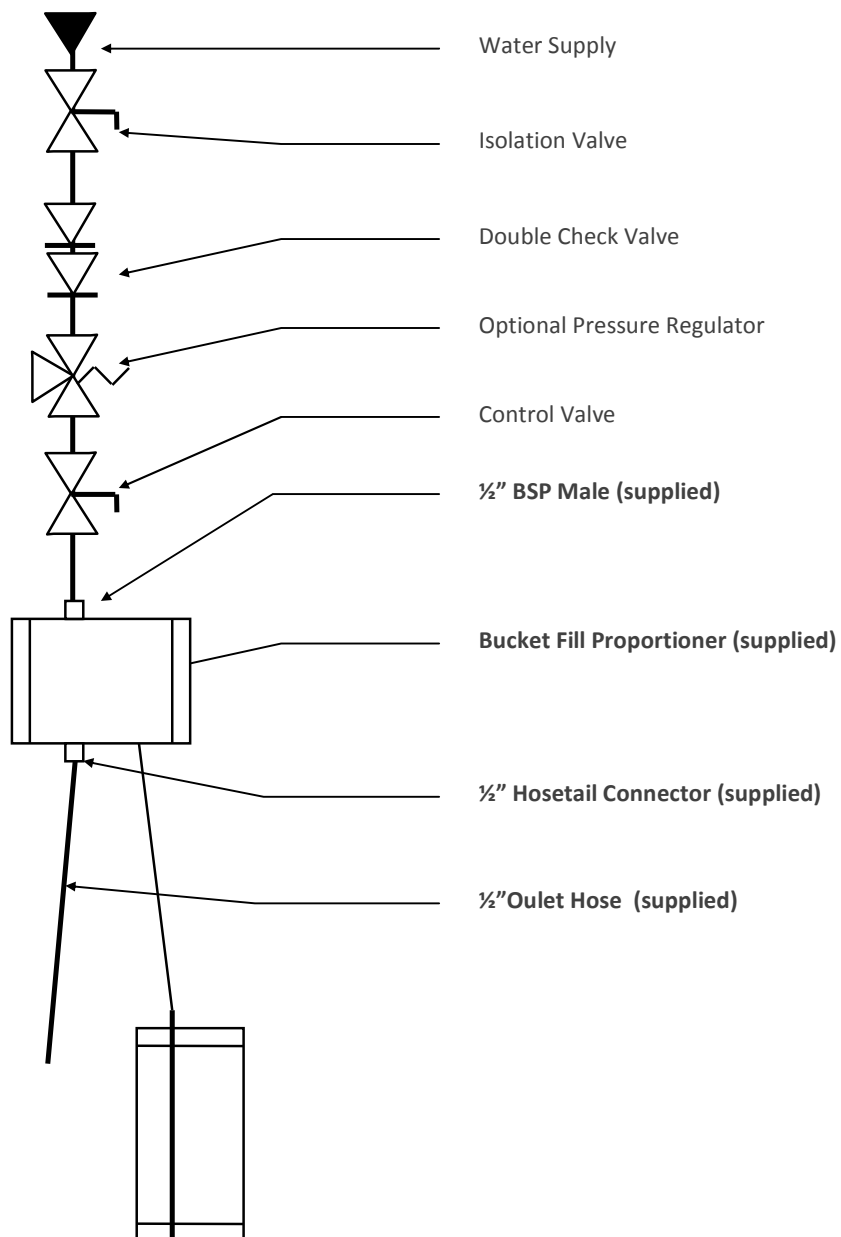 Water Supply
Isolation Valve
Double Check Valve
Optional Pressure Regulator
Control Valve
½” BSP Male (supplied)
Bucket Fill Proportioner (supplied)
½” Hosetail Connector (supplied)
½”Oulet Hose  (supplied)